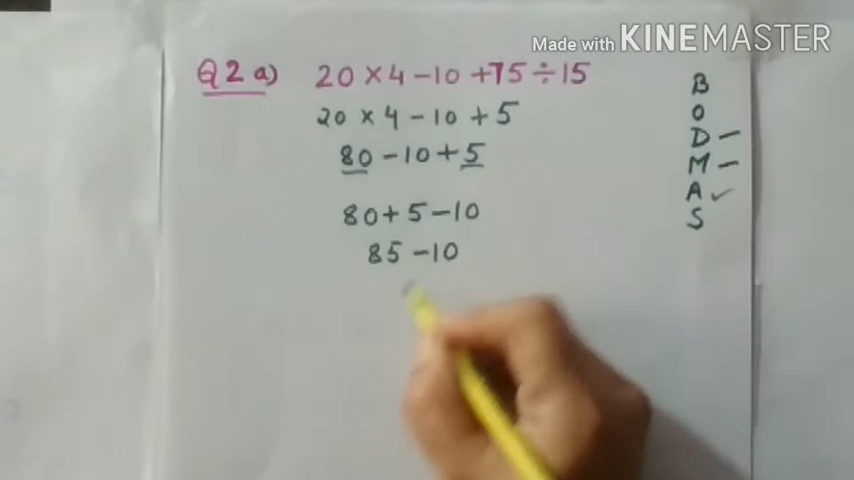 Made with KINEMASTER
Q2 a) 20 × 4 - 10 + 75 ÷ 15
20 × 4 - 10 + 5
80 - 10 + 5
80 + 5 - 10
85 - 10
B
O
D -
M -
A ✓
S